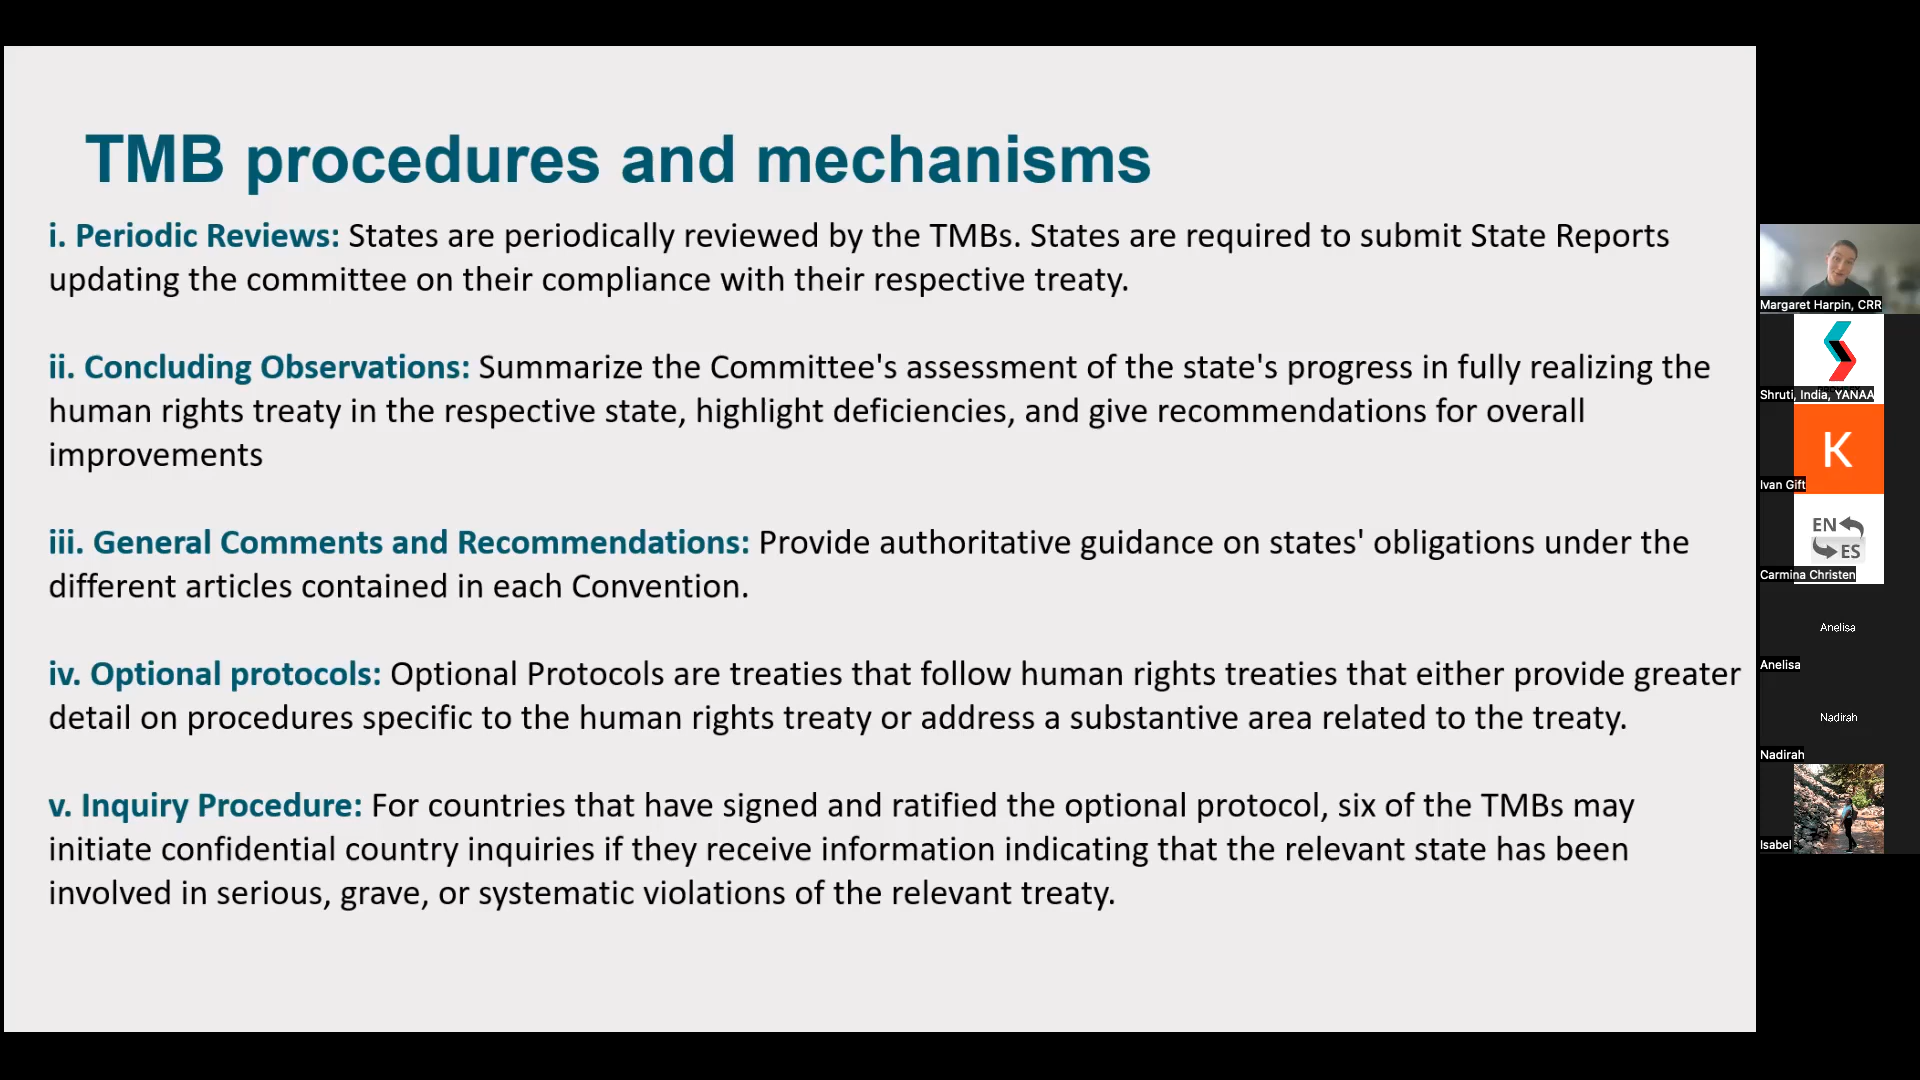 TMB procedures and mechanisms
i. Periodic Reviews: States are periodically reviewed by the TMBs. States are required to submit State Reports
updating the committee on their compliance with their respective treaty.
ii. Concluding Observations: Summarize the Committee's assessment of the state's progress in fully realizing the
human rights treaty in the respective state, highlight deficiencies, and give recommendations for overall
improvements
iii. General Comments and Recommendations: Provide authoritative guidance on states' obligations under the
different articles contained in each Convention.
iv. Optional protocols: Optional Protocols are treaties that follow human rights treaties that either provide greater
detail on procedures specific to the human rights treaty or address a substantive area related to the treaty.
v. Inquiry Procedure: For countries that have signed and ratified the optional protocol, six of the TMBs may
initiate confidential country inquiries if they receive information indicating that the relevant state has been
involved in serious, grave, or systematic violations of the relevant treaty.
Margaret Harpin, CRR
Shruti, India, YANAA
K
Ivan Gift
EN
ES
Carmina Christen
Anelisa
Anelisa
Nadirah
Nadirah
Isabel